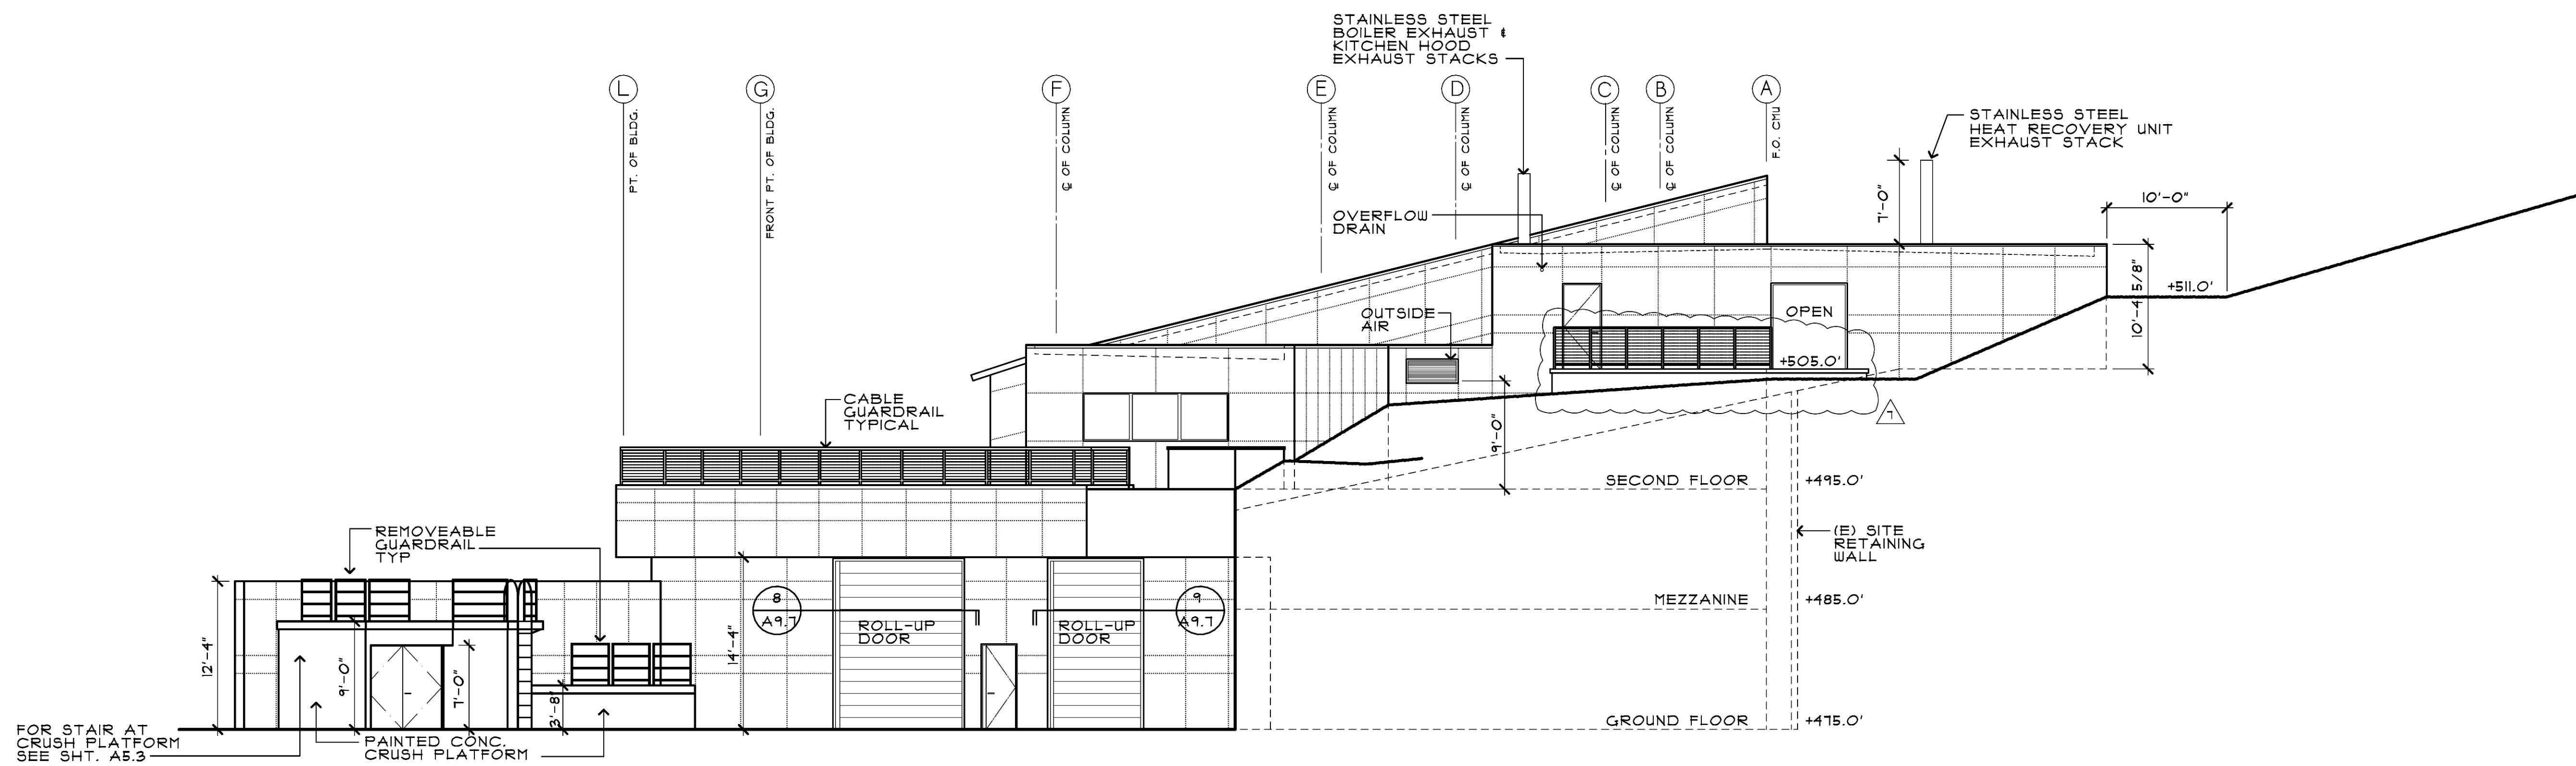 STAINLESS STEEL
BOILER EXHAUST &
KITCHEN HOOD
EXHAUST STACKS
L
G
F
E
D
C
B
A
PT. OF BLDG.
FRONT PT. OF BLDG.
℄ OF COLUMN
℄ OF COLUMN
℄ OF COLUMN
℄ OF COLUMN
℄ OF COLUMN
F.O. CMU
STAINLESS STEEL
HEAT RECOVERY UNIT
EXHAUST STACK
7'-0"
10'-0"
OVERFLOW
DRAIN
10'-4 5/8"
+511.0'
OUTSIDE
AIR
OPEN
+505.0'
7
CABLE
GUARDRAIL
TYPICAL
9'-0"
SECOND FLOOR
+495.0'
REMOVEABLE
GUARDRAIL
TYP
(E) SITE
RETAINING
WALL
8
A9.7
9
A9.7
MEZZANINE
+485.0'
ROLL-UP
DOOR
ROLL-UP
DOOR
12'-4"
9'-0"
7'-0"
3'-8"
14'-4"
GROUND FLOOR
+475.0'
FOR STAIR AT
CRUSH PLATFORM
SEE SHT. A5.3
PAINTED CONC.
CRUSH PLATFORM